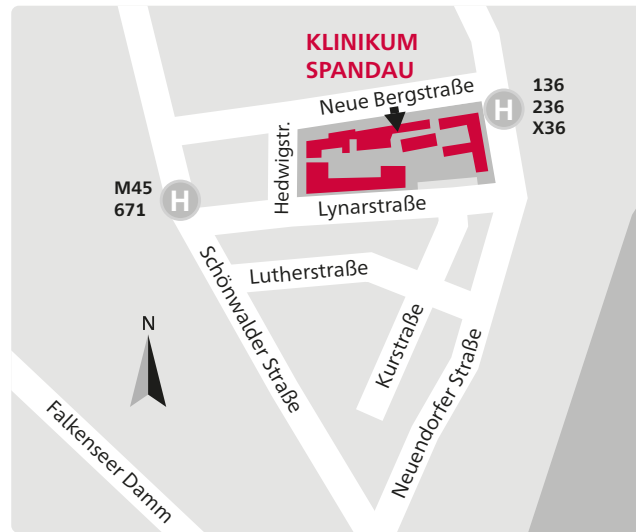 KLINIKUM
SPANDAU
Neue Bergstraße
H
136
236
X36
Hedwigstr.
M45
671
H
Lynarstraße
Schönwalder Straße
Lutherstraße
Kurstraße
Neuendorfer Straße
N
Falkenseer Damm